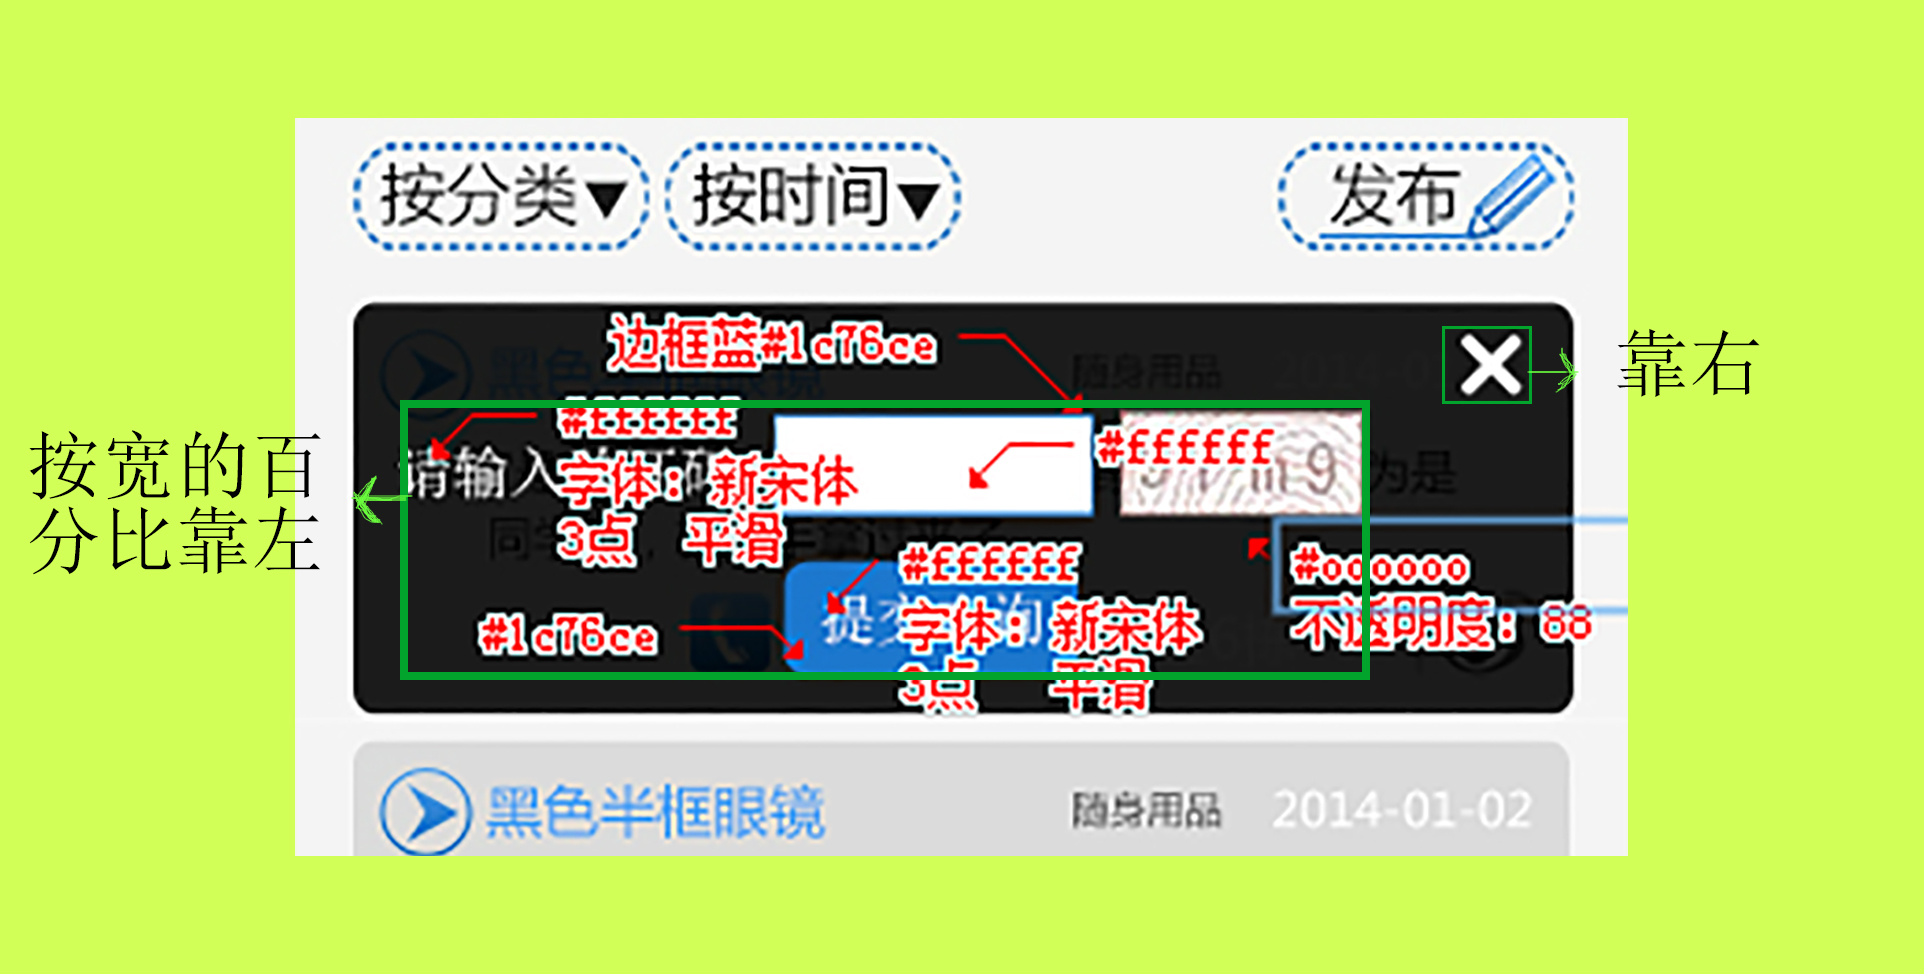 按分类▼ 按时间▼ 发布
边框蓝#1c76ce
随身用品
靠右
#ffffff
#ffffff
按宽的百
分比靠左
请输入
字体：新宋体
3点 平滑
为是
#ffffff
#oooooo
提交 询
字体：新宋体
不透明度：88
#1c76ce
3点 平滑
黑色半框眼镜 随身用品 2014-01-02